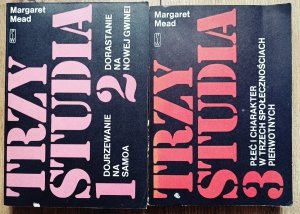 Margaret
Mead
TRZY
STUDIA
1 DOJRZEWANIE
NA
SAMOA
2 DORASTANIE
NA
NOWEJ GWINEI
Margaret
Mead
TRZY
STUDIA
3 PŁEĆ I CHARAKTER
W TRZECH SPOŁECZNOŚCIACH
PIERWOTNYCH